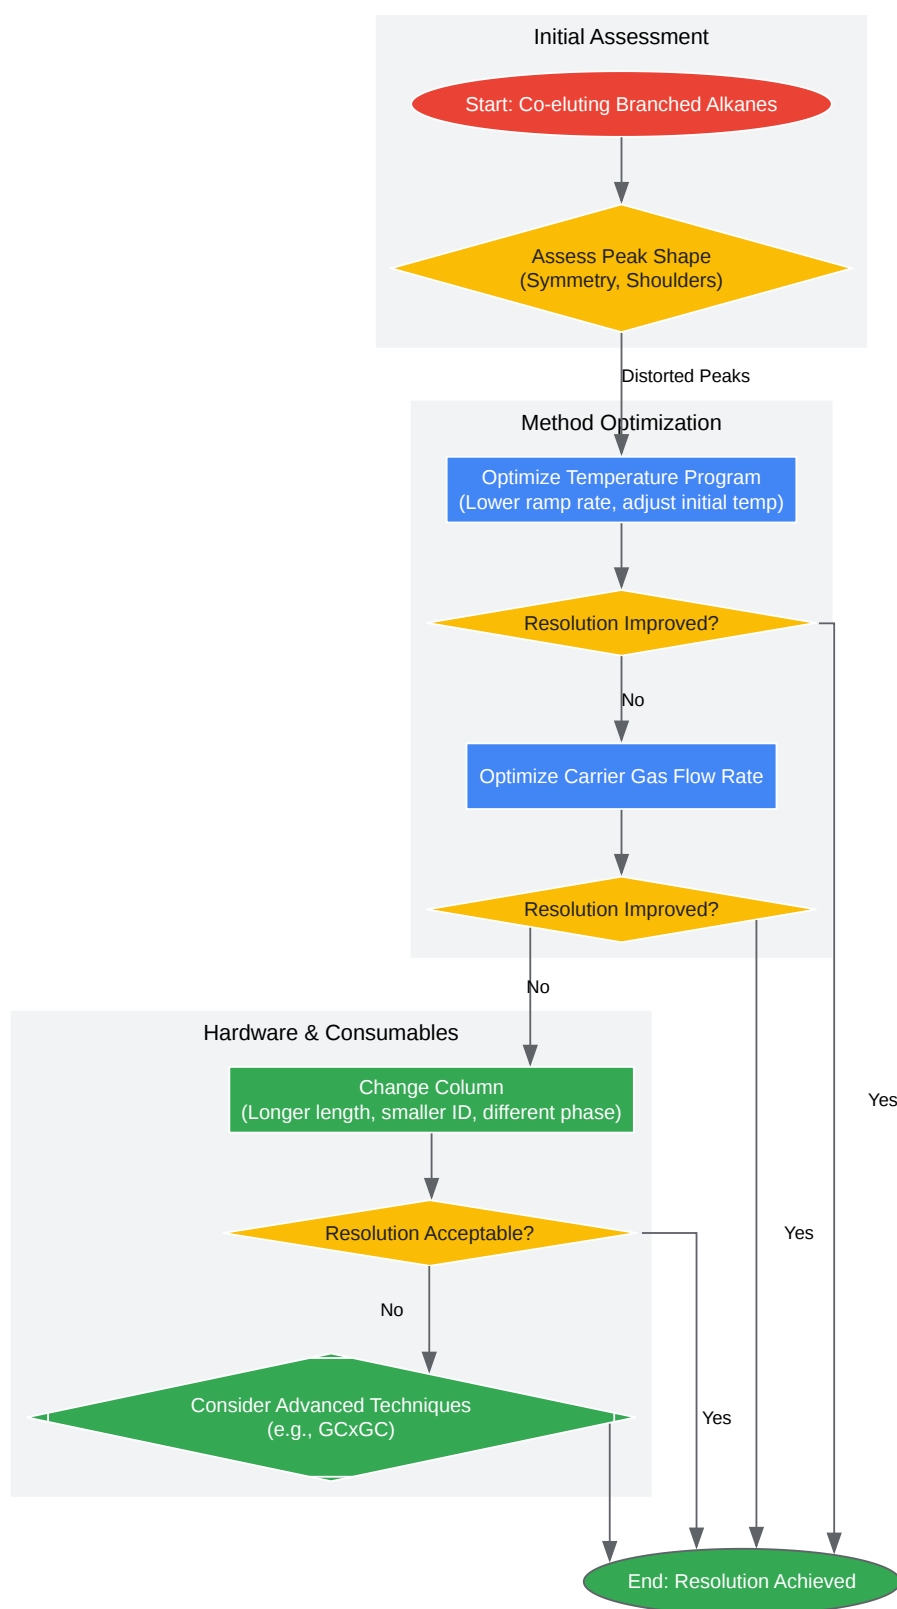 Initial Assessment
Start: Co-eluting Branched Alkanes
Assess Peak Shape
(Symmetry, Shoulders)
Distorted Peaks
Method Optimization
Optimize Temperature Program
(Lower ramp rate, adjust initial temp)
Resolution Improved?
No
Optimize Carrier Gas Flow Rate
Resolution Improved?
No
Hardware & Consumables
Change Column
(Longer length, smaller ID, different phase)
Yes
Resolution Acceptable?
Yes
No
Consider Advanced Techniques
(e.g., GCxGC)
Yes
End: Resolution Achieved